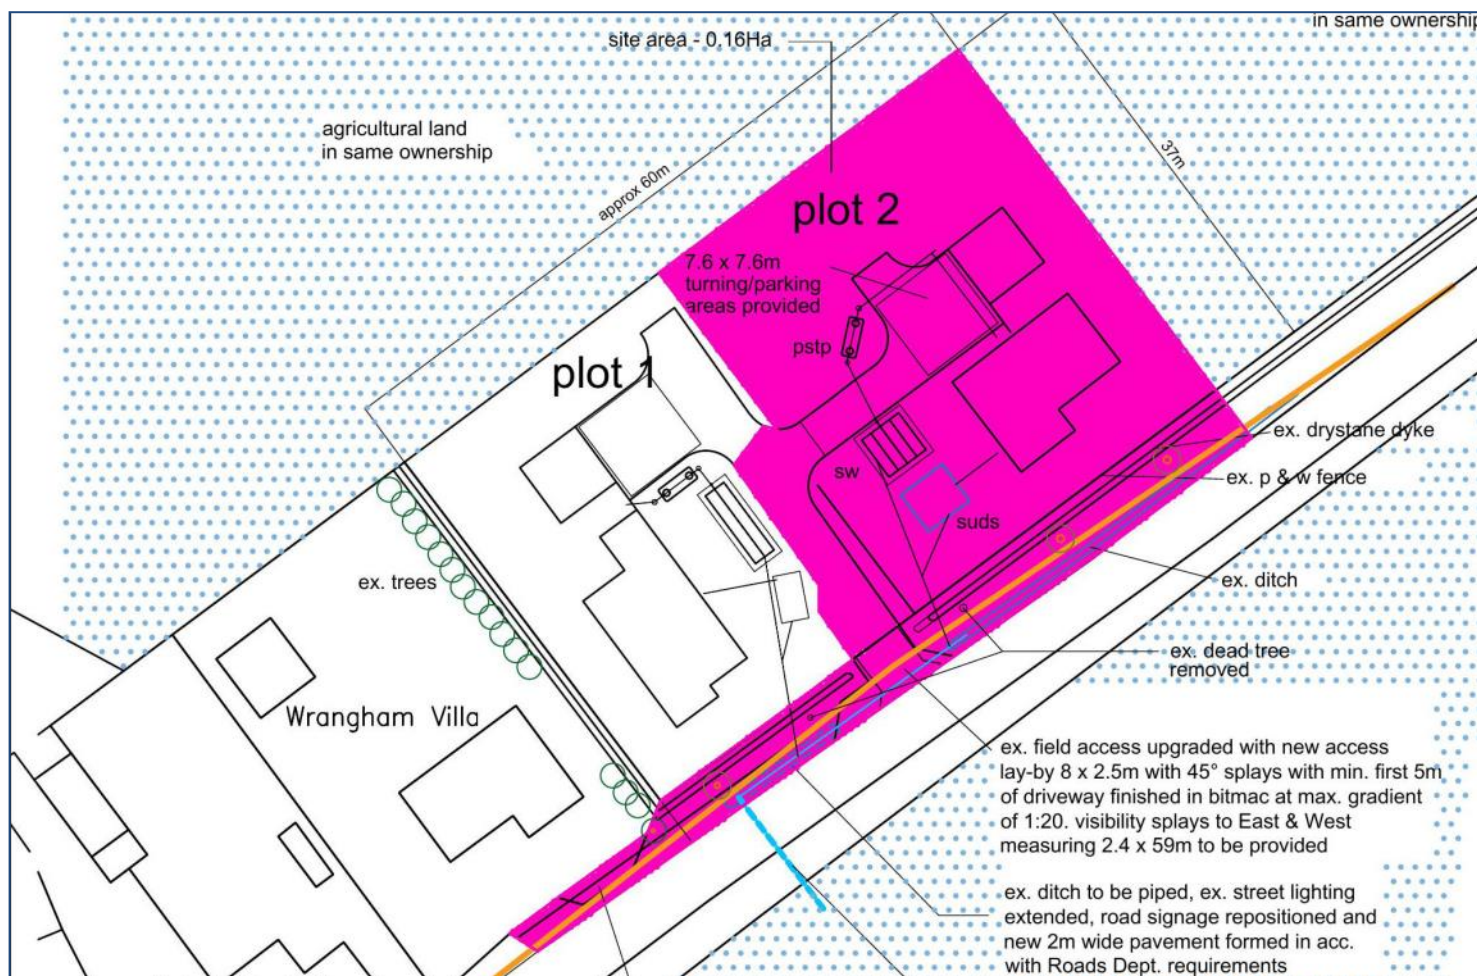 in same ownership
site area - 0.16Ha
agricultural land
in same ownership
approx 60m
37m
plot 2
7.6 x 7.6m
turning/parking
areas provided
pstp
plot 1
ex. drystane dyke
sw
ex. p & w fence
suds
ex. trees
ex. ditch
ex. dead tree
removed
Wrangham Villa
ex. field access upgraded with new access
lay-by 8 x 2.5m with 45° splays with min. first 5m
of driveway finished in bitmac at max. gradient
of 1:20. visibility splays to East & West
measuring 2.4 x 59m to be provided
ex. ditch to be piped, ex. street lighting
extended, road signage repositioned and
new 2m wide pavement formed in acc.
with Roads Dept. requirements